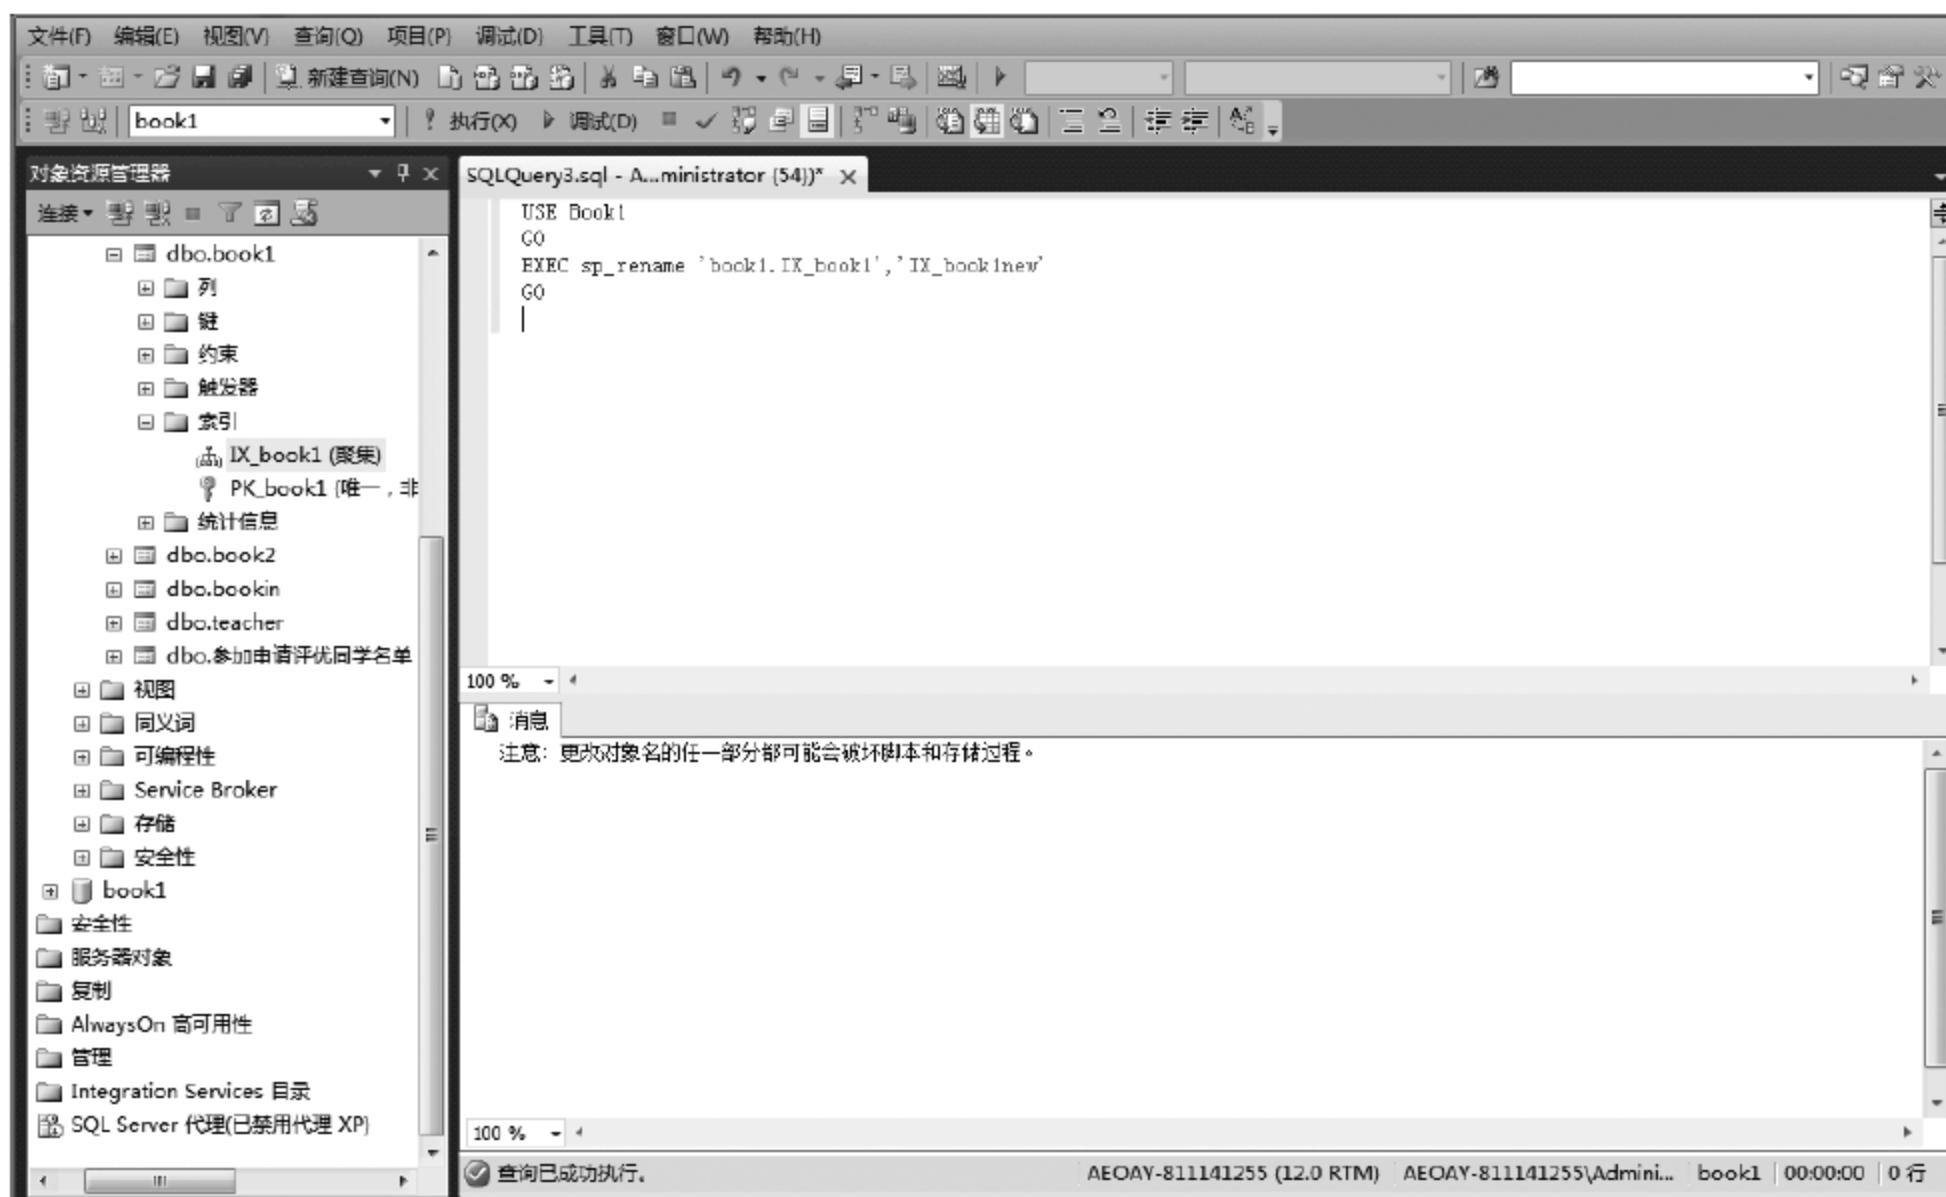 文件(F) 编辑(E) 视图(V) 查询(Q) 项目(P) 调试(D) 工具(T) 窗口(W) 帮助(H)
新建查询(N)
book1 执行(X) 调试(D)
对象资源管理器
连接
dbo.book1
列
键
约束
触发器
索引
IX_book1 (聚集)
PK_book1 (唯一，非
统计信息
dbo.book2
dbo.bookin
dbo.teacher
dbo.参加申请评优同学名单
视图
同义词
可编程性
Service Broker
存储
安全性
book1
安全性
服务器对象
复制
AlwaysOn 高可用性
管理
Integration Services 目录
SQL Server 代理(已禁用代理 XP)
SQLQuery3.sql - A...ministrator (54))*
USE Book1
GO
EXEC sp_rename 'book1.IX_book1','IX_book1new'
GO
100 %
消息
注意: 更改对象名的任一部分都可能会破坏脚本和存储过程。
100 %
查询已成功执行。 AEOAY-811141255 (12.0 RTM) AEOAY-811141255\Admini... book1 00:00:00 0 行